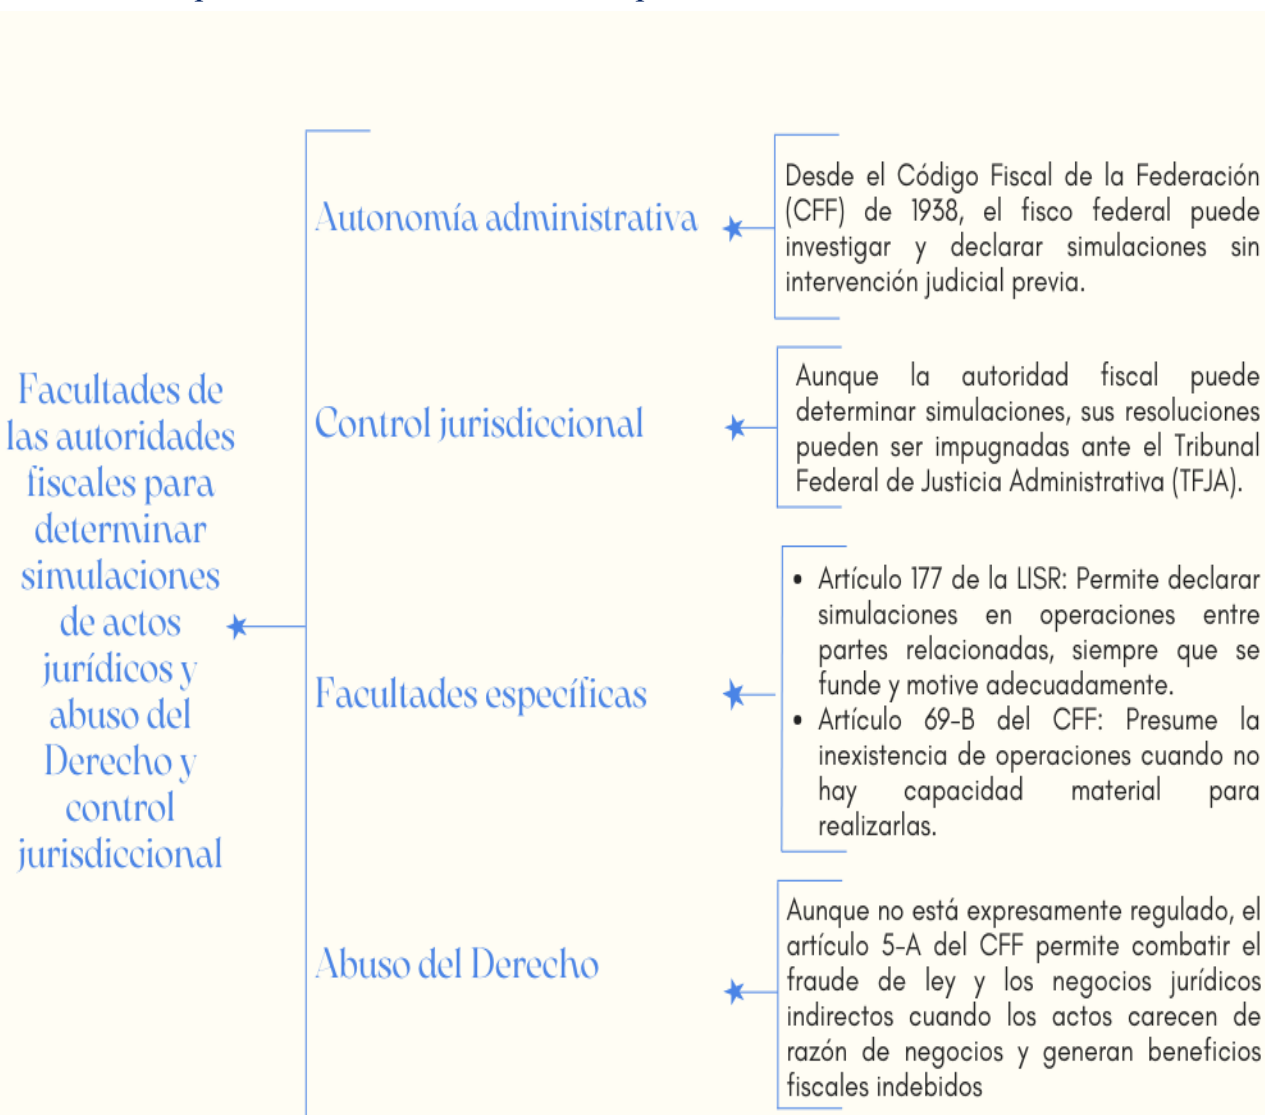 Facultades de
las autoridades
fiscales para
determinar
simulaciones
de actos
jurídicos y
abuso del
Derecho y
control
jurisdiccional
Autonomía administrativa
Desde el Código Fiscal de la Federación
(CFF) de 1938, el fisco federal puede
investigar y declarar simulaciones sin
intervención judicial previa.
Control jurisdiccional
Aunque la autoridad fiscal puede
determinar simulaciones, sus resoluciones
pueden ser impugnadas ante el Tribunal
Federal de Justicia Administrativa (TFJA).
Facultades específicas
• Artículo 177 de la LISR: Permite declarar
simulaciones en operaciones entre
partes relacionadas, siempre que se
funde y motive adecuadamente.
• Artículo 69-B del CFF: Presume la
inexistencia de operaciones cuando no
hay capacidad material para
realizarlas.
Abuso del Derecho
Aunque no está expresamente regulado, el
artículo 5-A del CFF permite combatir el
fraude de ley y los negocios jurídicos
indirectos cuando los actos carecen de
razón de negocios y generan beneficios
fiscales indebidos